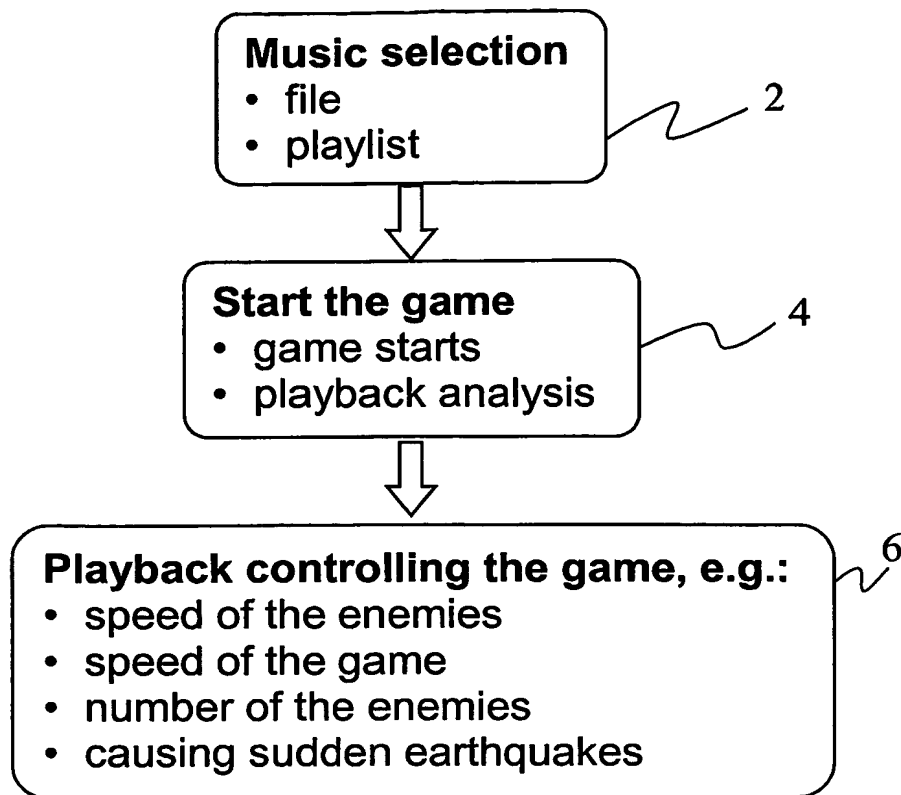 Music selection
• file
• playlist
2
Start the game
• game starts
• playback analysis
4
Playback controlling the game, e.g.:
• speed of the enemies
• speed of the game
• number of the enemies
• causing sudden earthquakes
6